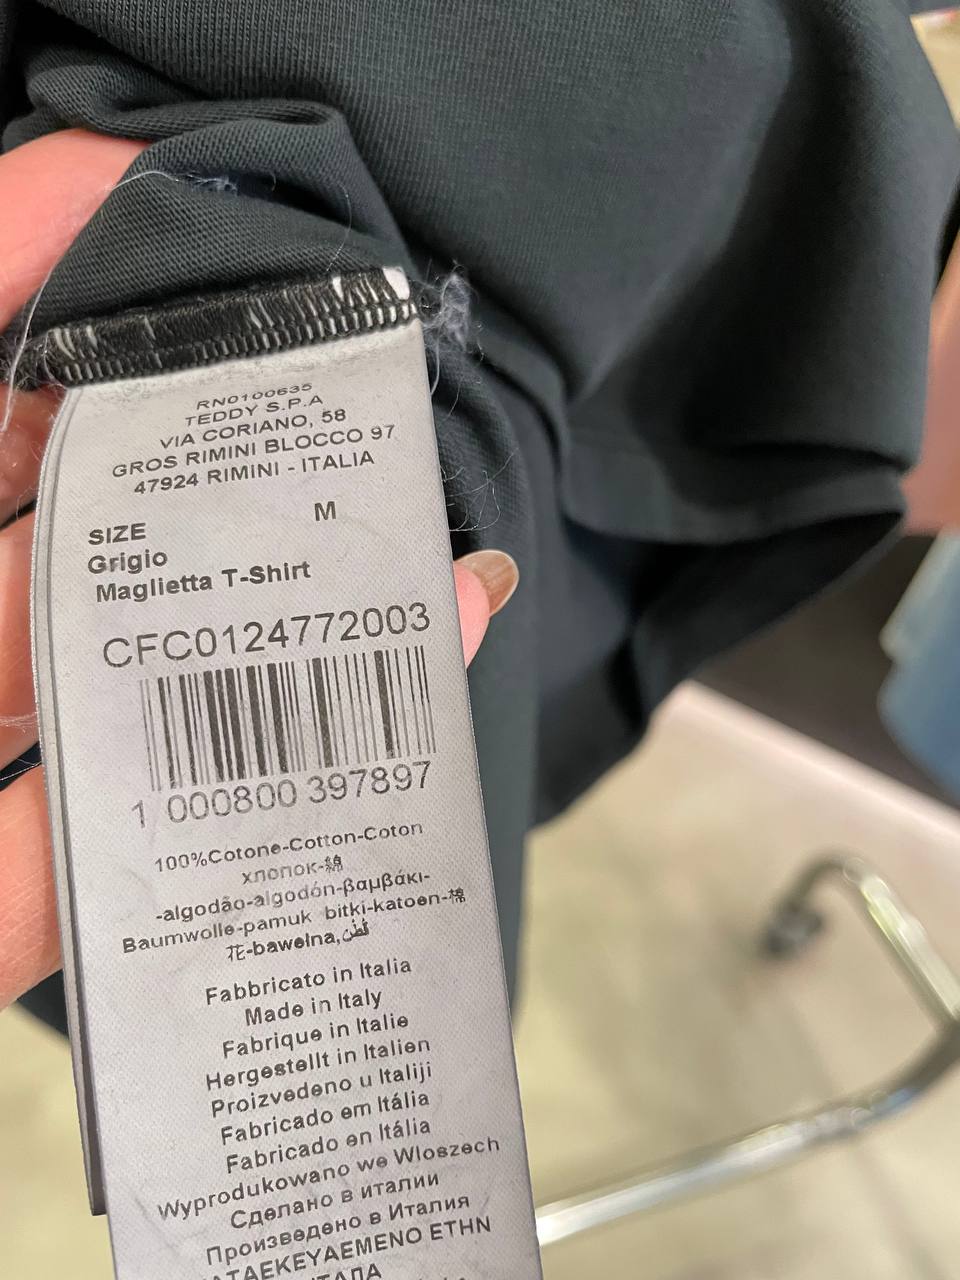 RN0100635
TEDDY S.P.A
VIA CORIANO, 58
GROS RIMINI BLOCCO 97
47924 RIMINI - ITALIA
SIZE M
Grigio
Maglietta T-Shirt
CFC0124772003
1 000800 397897
100%Cotone-Cotton-Coton
хлопок-綿
-algodão-algodón-βαμβάκι-
Baumwolle-pamuk bitki-katoen-棉
花-bawełna,قطن
Fabbricato in Italia
Made in Italy
Fabrique in Italie
Hergestellt in Italien
Proizvedeno u Italiji
Fabricado em Itália
Fabricado en Itália
Wyprodukowano we Wloszech
Сделано в италии
Произведено в Италия
ΚΑΤΑΕΚΕΥΑΕΜΕΝΟ ΕΤΗΝ